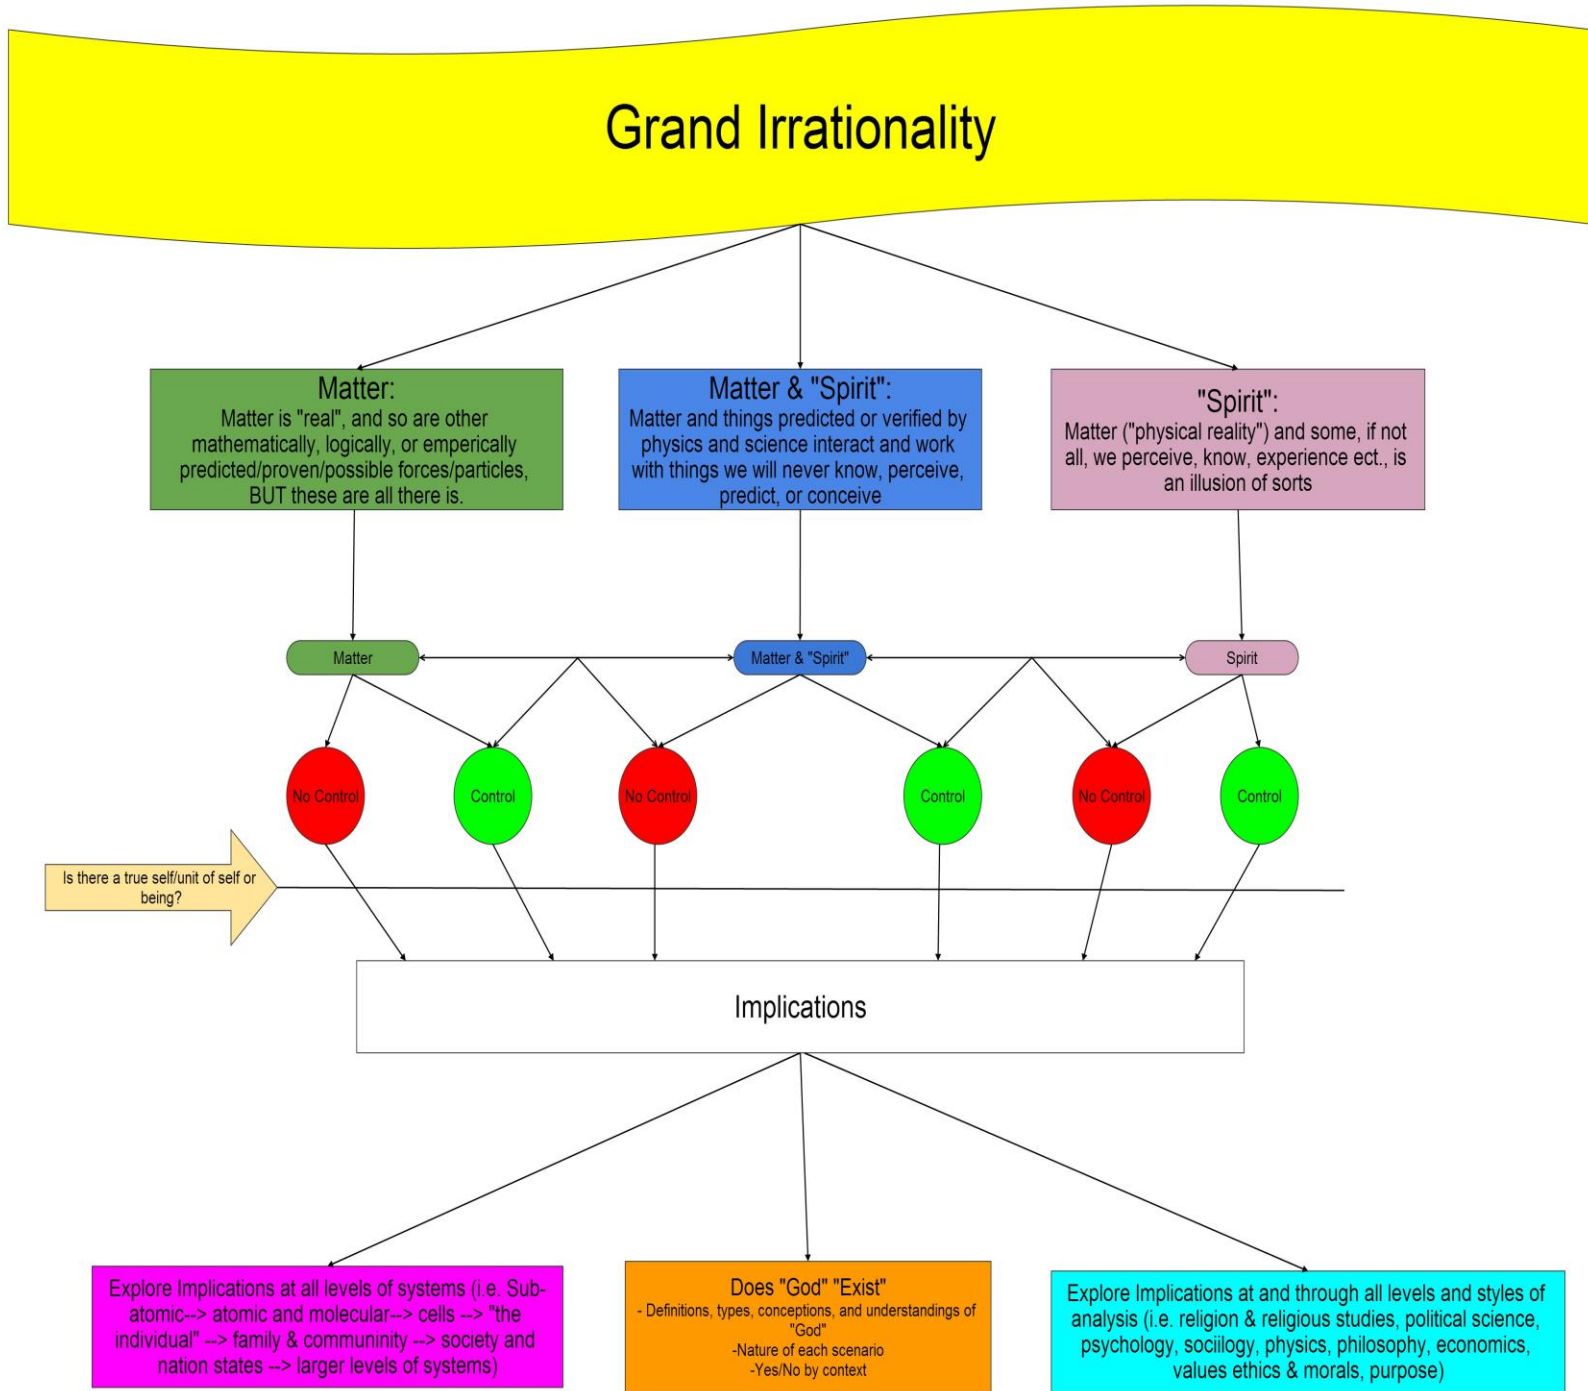 Grand Irrationality
Matter:
Matter is "real", and so are other
mathematically, logically, or emperically
predicted/proven/possible forces/particles,
BUT these are all there is.
Matter & "Spirit":
Matter and things predicted or verified by
physics and science interact and work
with things we will never know, perceive,
predict, or conceive
"Spirit":
Matter ("physical reality") and some, if not
all, we perceive, know, experience ect., is
an illusion of sorts
Matter
Matter & "Spirit"
Spirit
No Control
Control
No Control
Control
No Control
Control
Is there a true self/unit of self or
being?
Implications
Explore Implications at all levels of systems (i.e. Sub-
atomic--> atomic and molecular--> cells --> "the
individual" --> family & communinity --> society and
nation states --> larger levels of systems)
Does "God" "Exist"
- Definitions, types, conceptions, and understandings of
"God"
-Nature of each scenario
-Yes/No by context
Explore Implications at and through all levels and styles of
analysis (i.e. religion & religious studies, political science,
psychology, sociilogy, physics, philosophy, economics,
values ethics & morals, purpose)